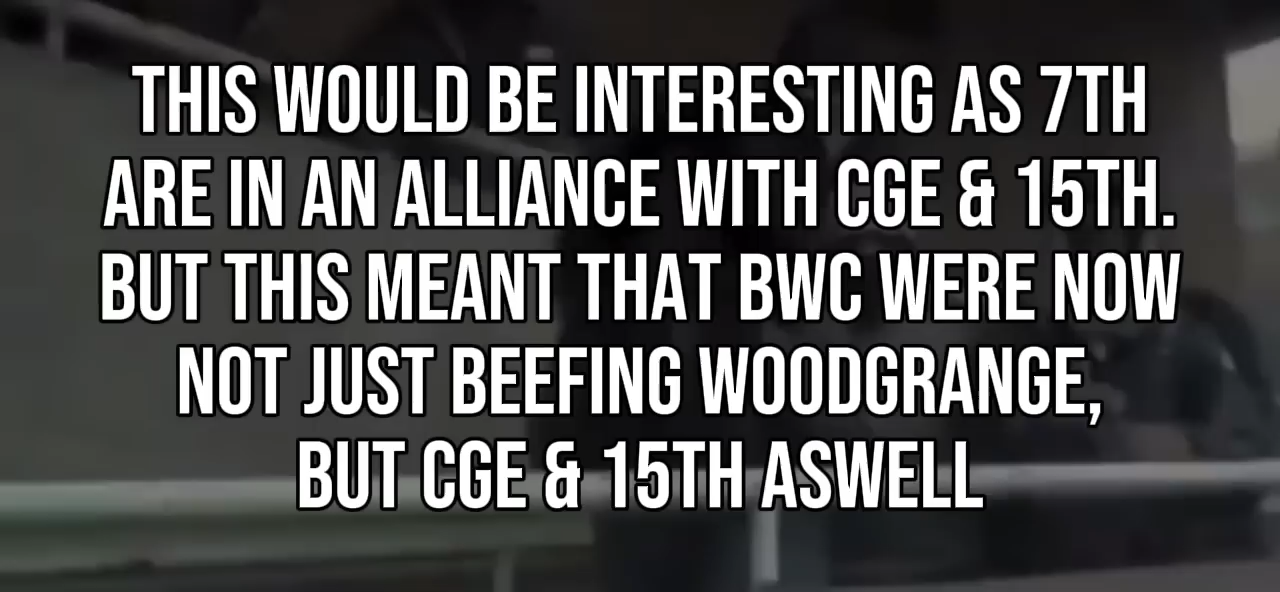 THIS WOULD BE INTERESTING AS 7TH
ARE IN AN ALLIANCE WITH CGE & 15TH.
BUT THIS MEANT THAT BWC WERE NOW
NOT JUST BEEFING WOODGRANGE,
BUT CGE & 15TH ASWELL